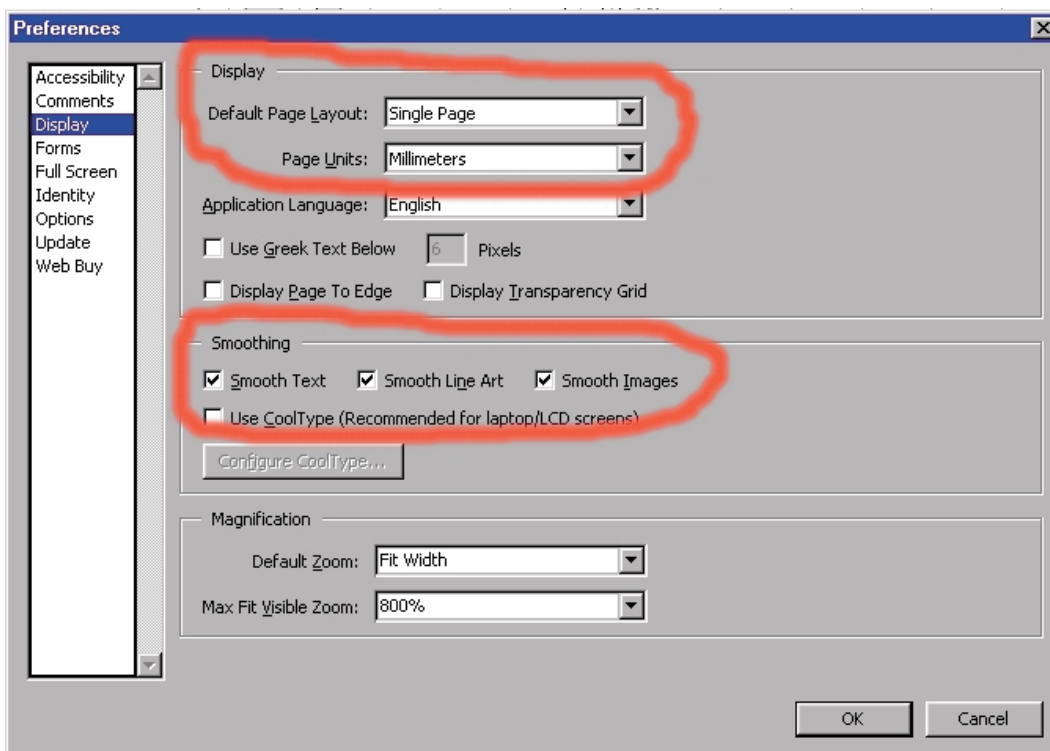 Preferences
Accessibility
Comments
Display
Forms
Full Screen
Identity
Options
Update
Web Buy
Display
Default Page Layout: Single Page
Page Units: Millimeters
Application Language: English
Use Greek Text Below 6 Pixels
Display Page To Edge Display Transparency Grid
Smoothing
Smooth Text Smooth Line Art Smooth Images
Use CoolType (Recommended for laptop/LCD screens)
Configure CoolType...
Magnification
Default Zoom: Fit Width
Max Fit Visible Zoom: 800%
OK Cancel